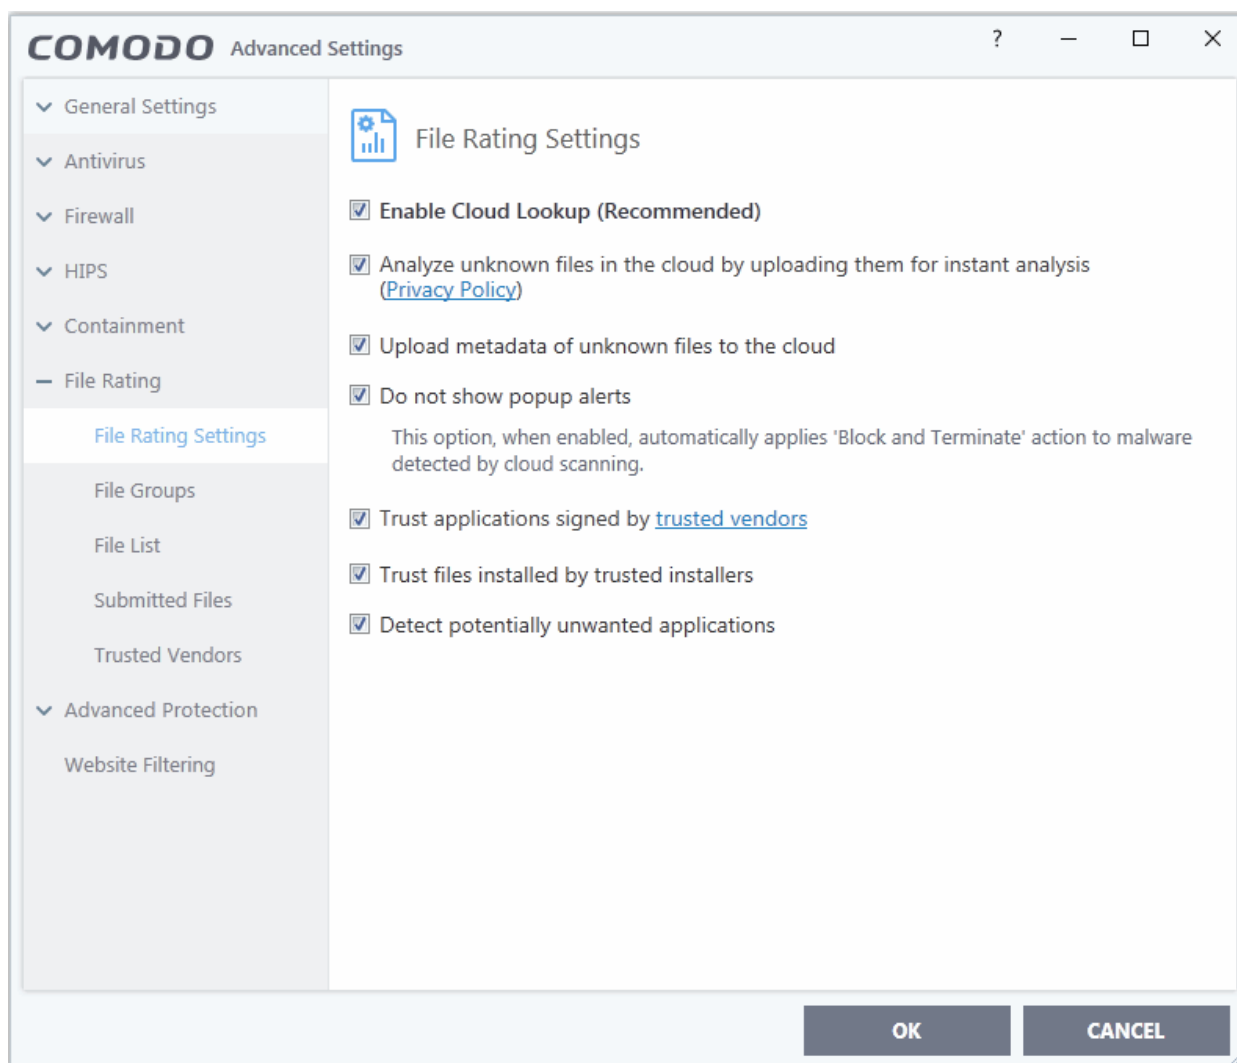 COMODO Advanced Settings
?
General Settings
Antivirus
Firewall
HIPS
Containment
File Rating
File Rating Settings
File Groups
File List
Submitted Files
Trusted Vendors
Advanced Protection
Website Filtering
File Rating Settings
Enable Cloud Lookup (Recommended)
Analyze unknown files in the cloud by uploading them for instant analysis
(Privacy Policy)
Upload metadata of unknown files to the cloud
Do not show popup alerts
This option, when enabled, automatically applies 'Block and Terminate' action to malware
detected by cloud scanning.
Trust applications signed by trusted vendors
Trust files installed by trusted installers
Detect potentially unwanted applications
OK
CANCEL